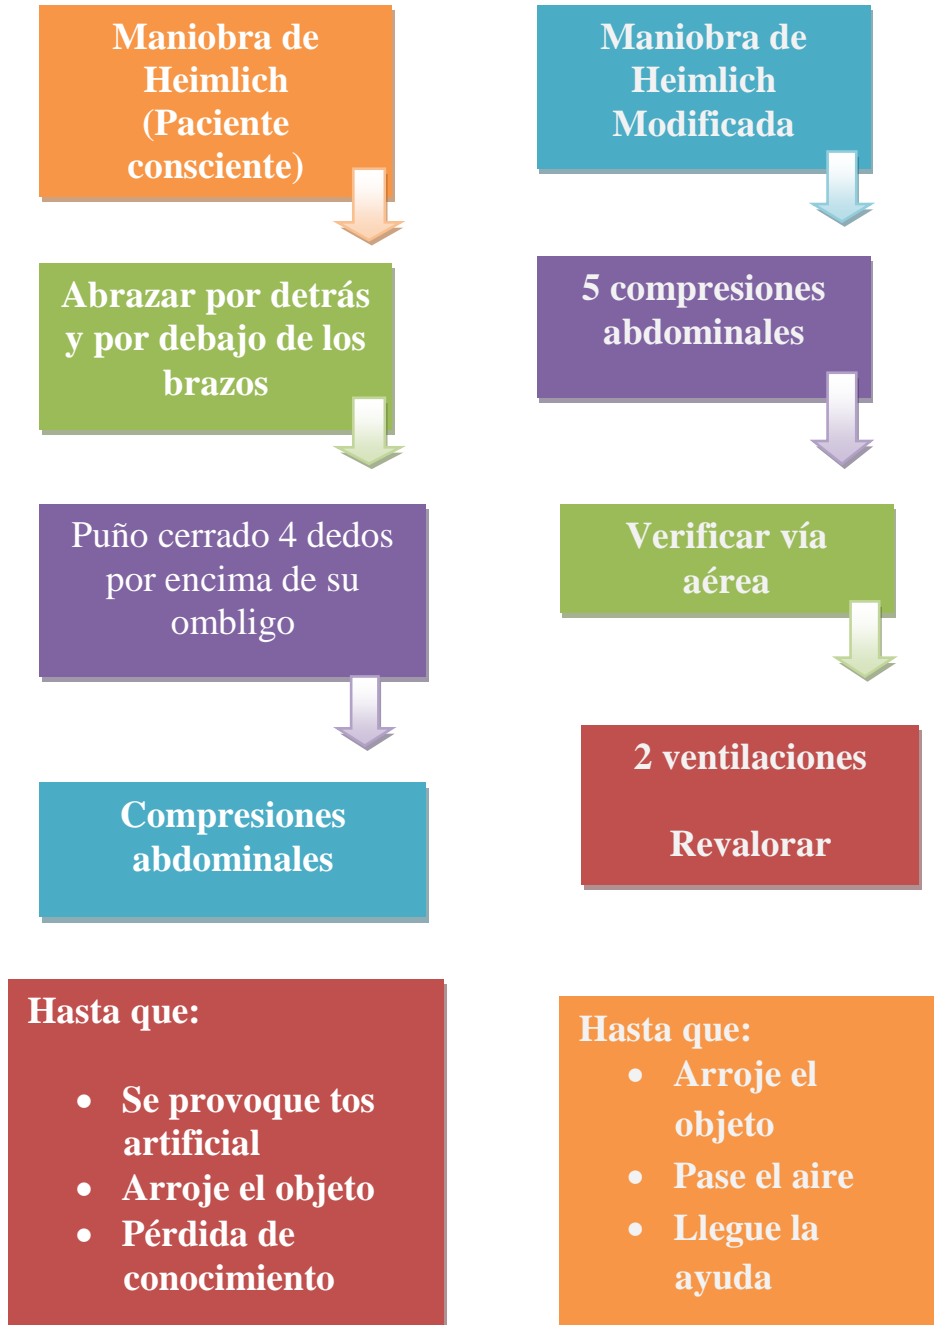 Maniobra de
Heimlich
(Paciente
consciente)
Abrazar por detrás
y por debajo de los
brazos
Puño cerrado 4 dedos
por encima de su
ombligo
Compresiones
abdominales
Hasta que:
• Se provoque tos
artificial
• Arroje el objeto
• Pérdida de
conocimiento
Maniobra de
Heimlich
Modificada
5 compresiones
abdominales
Verificar vía
aérea
2 ventilaciones
Revalorar
Hasta que:
• Arroje el
objeto
• Pase el aire
• Llegue la
ayuda